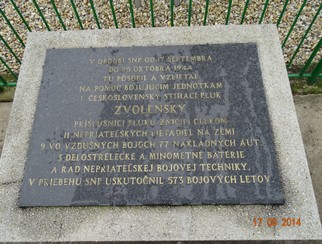 V OBDOBÍ SNP OD 17. SEPTEMBRA
DO 25. OKTÓBRA 1944
TU PÔSOBIL A VZLIETAL
NA POMOC BOJUJÚCIM JEDNOTKÁM
1. ČESKOSLOVENSKÝ STÍHACÍ PLUK
ZVOLENSKÝ
PRÍSLUŠNÍCI PLUKU ZNIČILI CELKOM
NEPRIATEĽSKÝCH LIETADIEL NA ZEMI
9 VO VZDUŠNÝCH BOJOCH 77 NÁKLADNÝCH ÁUT
3 DELOSTRELECKÉ A MÍNOMETNÉ BATÉRIE
A RAD NEPRIATEĽSKEJ BOJOVEJ TECHNIKY.
V PRIEBEHU SNP USKUTOČNIL 573 BOJOVÝCH LETOV
17 09 2014